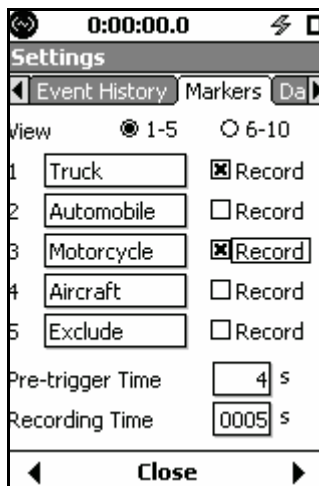 0:00:00.0
Settings
Event History Markers Da
View 1-5 6-10
1 Truck Record
2 Automobile Record
3 Motorcycle Record
4 Aircraft Record
5 Exclude Record
Pre-trigger Time 4 s
Recording Time 0005 s
Close